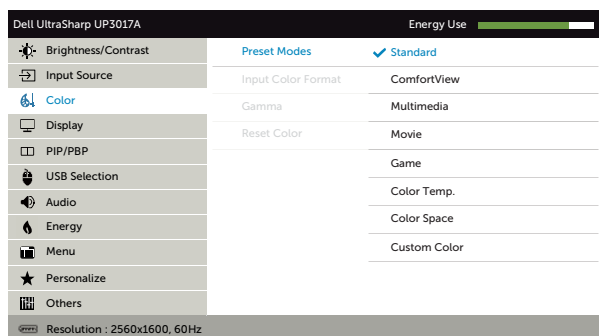 Dell UltraSharp UP3017A Energy Use
Brightness/Contrast Preset Modes Standard
Input Source Input Color Format ComfortView
Color Gamma Multimedia
Display Reset Color Movie
PIP/PBP Game
USB Selection Color Temp.
Audio Color Space
Energy Custom Color
Menu
Personalize
Others
Resolution : 2560x1600, 60Hz